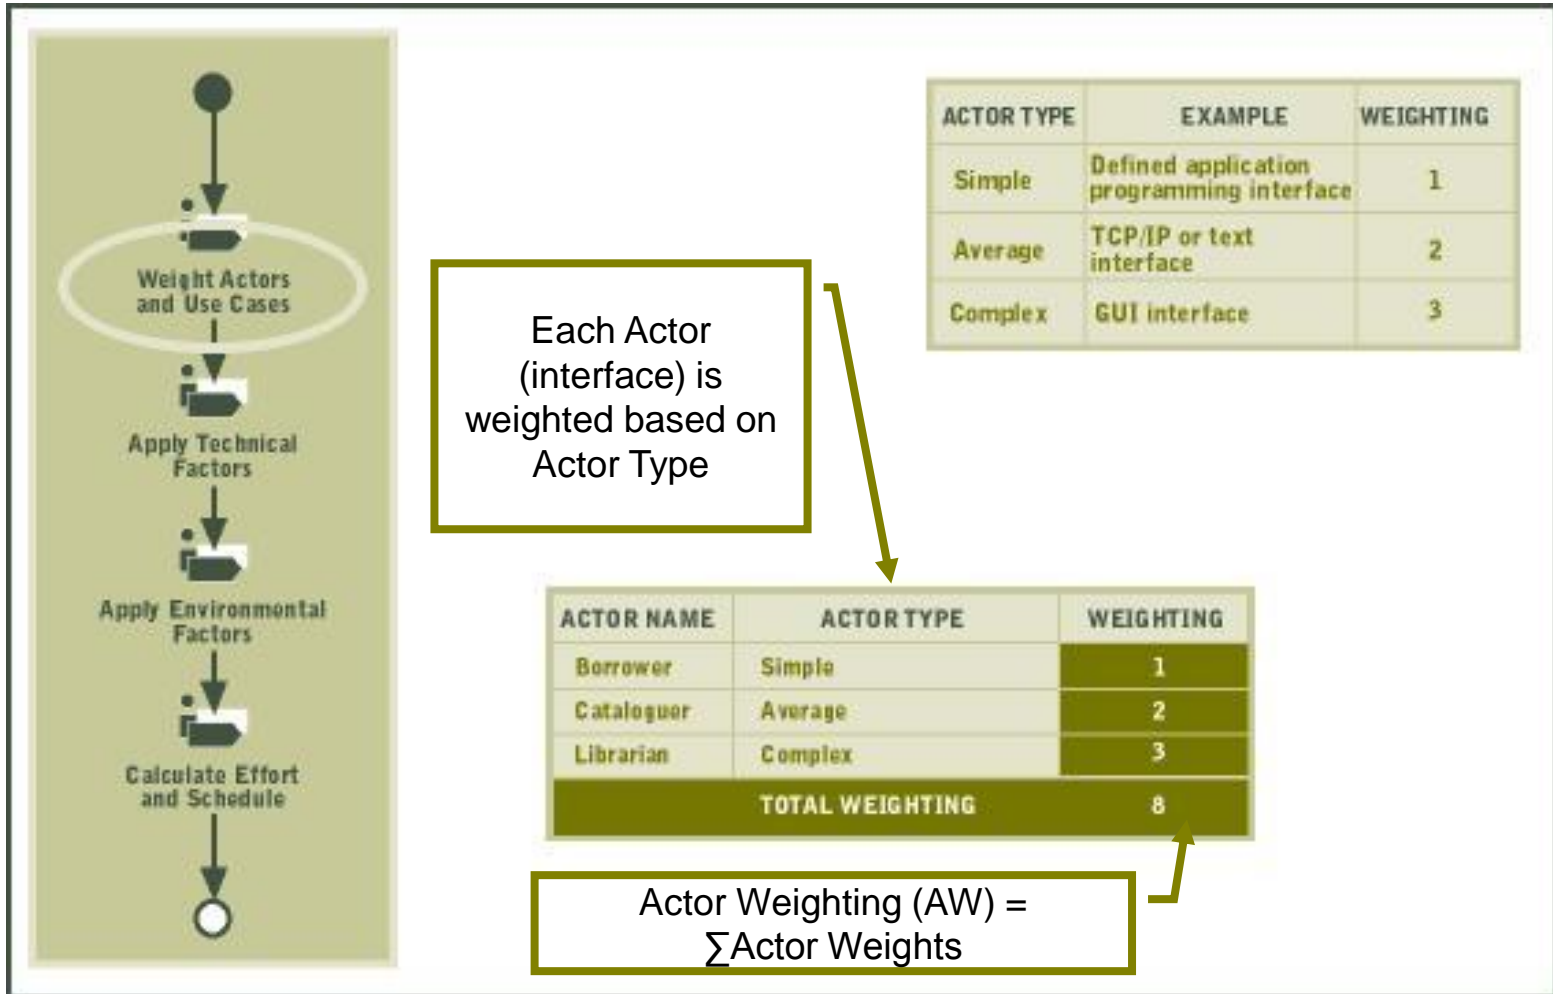 Weight Actors
and Use Cases
Apply Technical
Factors
Apply Environmental
Factors
Calculate Effort
and Schedule
Each Actor
(interface) is
weighted based on
Actor Type
ACTOR TYPE EXAMPLE WEIGHTING
Simple Defined application programming interface 1
Average TCP/IP or text interface 2
Complex GUI interface 3
ACTOR NAME ACTOR TYPE WEIGHTING
Borrower Simple 1
Cataloguer Average 2
Librarian Complex 3
TOTAL WEIGHTING 8
Actor Weighting (AW) =
∑Actor Weights